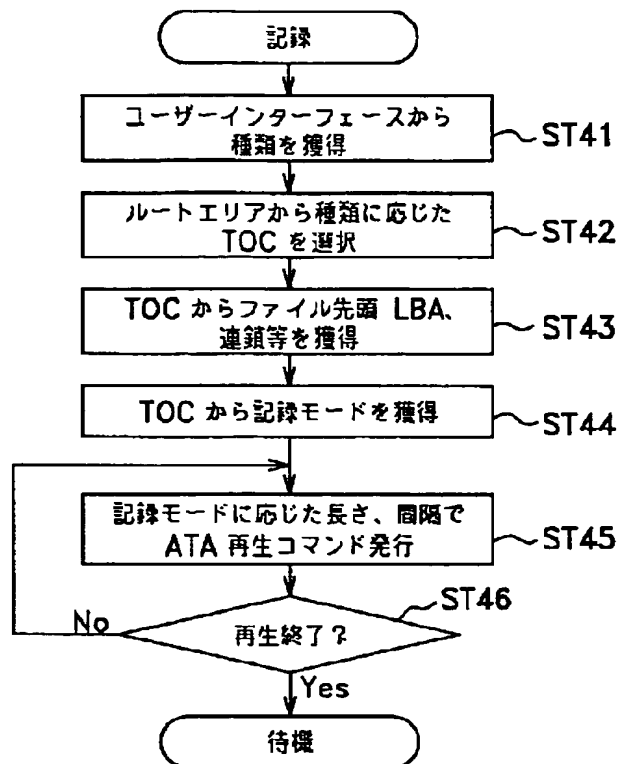 記録
ユーザーインターフェースから
種類を獲得
ST41
ルートエリアから種類に応じた
TOC を選択
ST42
TOC からファイル先頭 LBA、
連鎖等を獲得
ST43
TOC から記録モードを獲得
ST44
記録モードに応じた長さ、間隔で
ATA 再生コマンド発行
ST45
ST46
再生終了？
No
Yes
待機